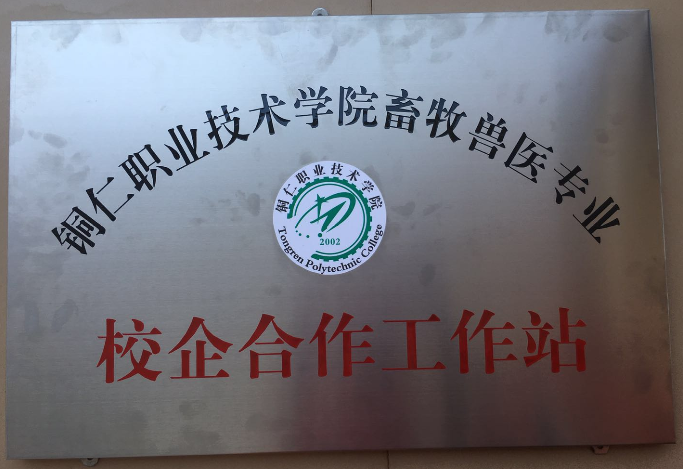 铜仁职业技术学院畜牧兽医专业
铜仁职业技术学院
2002
Tongren Polytechnic College
校企合作工作站